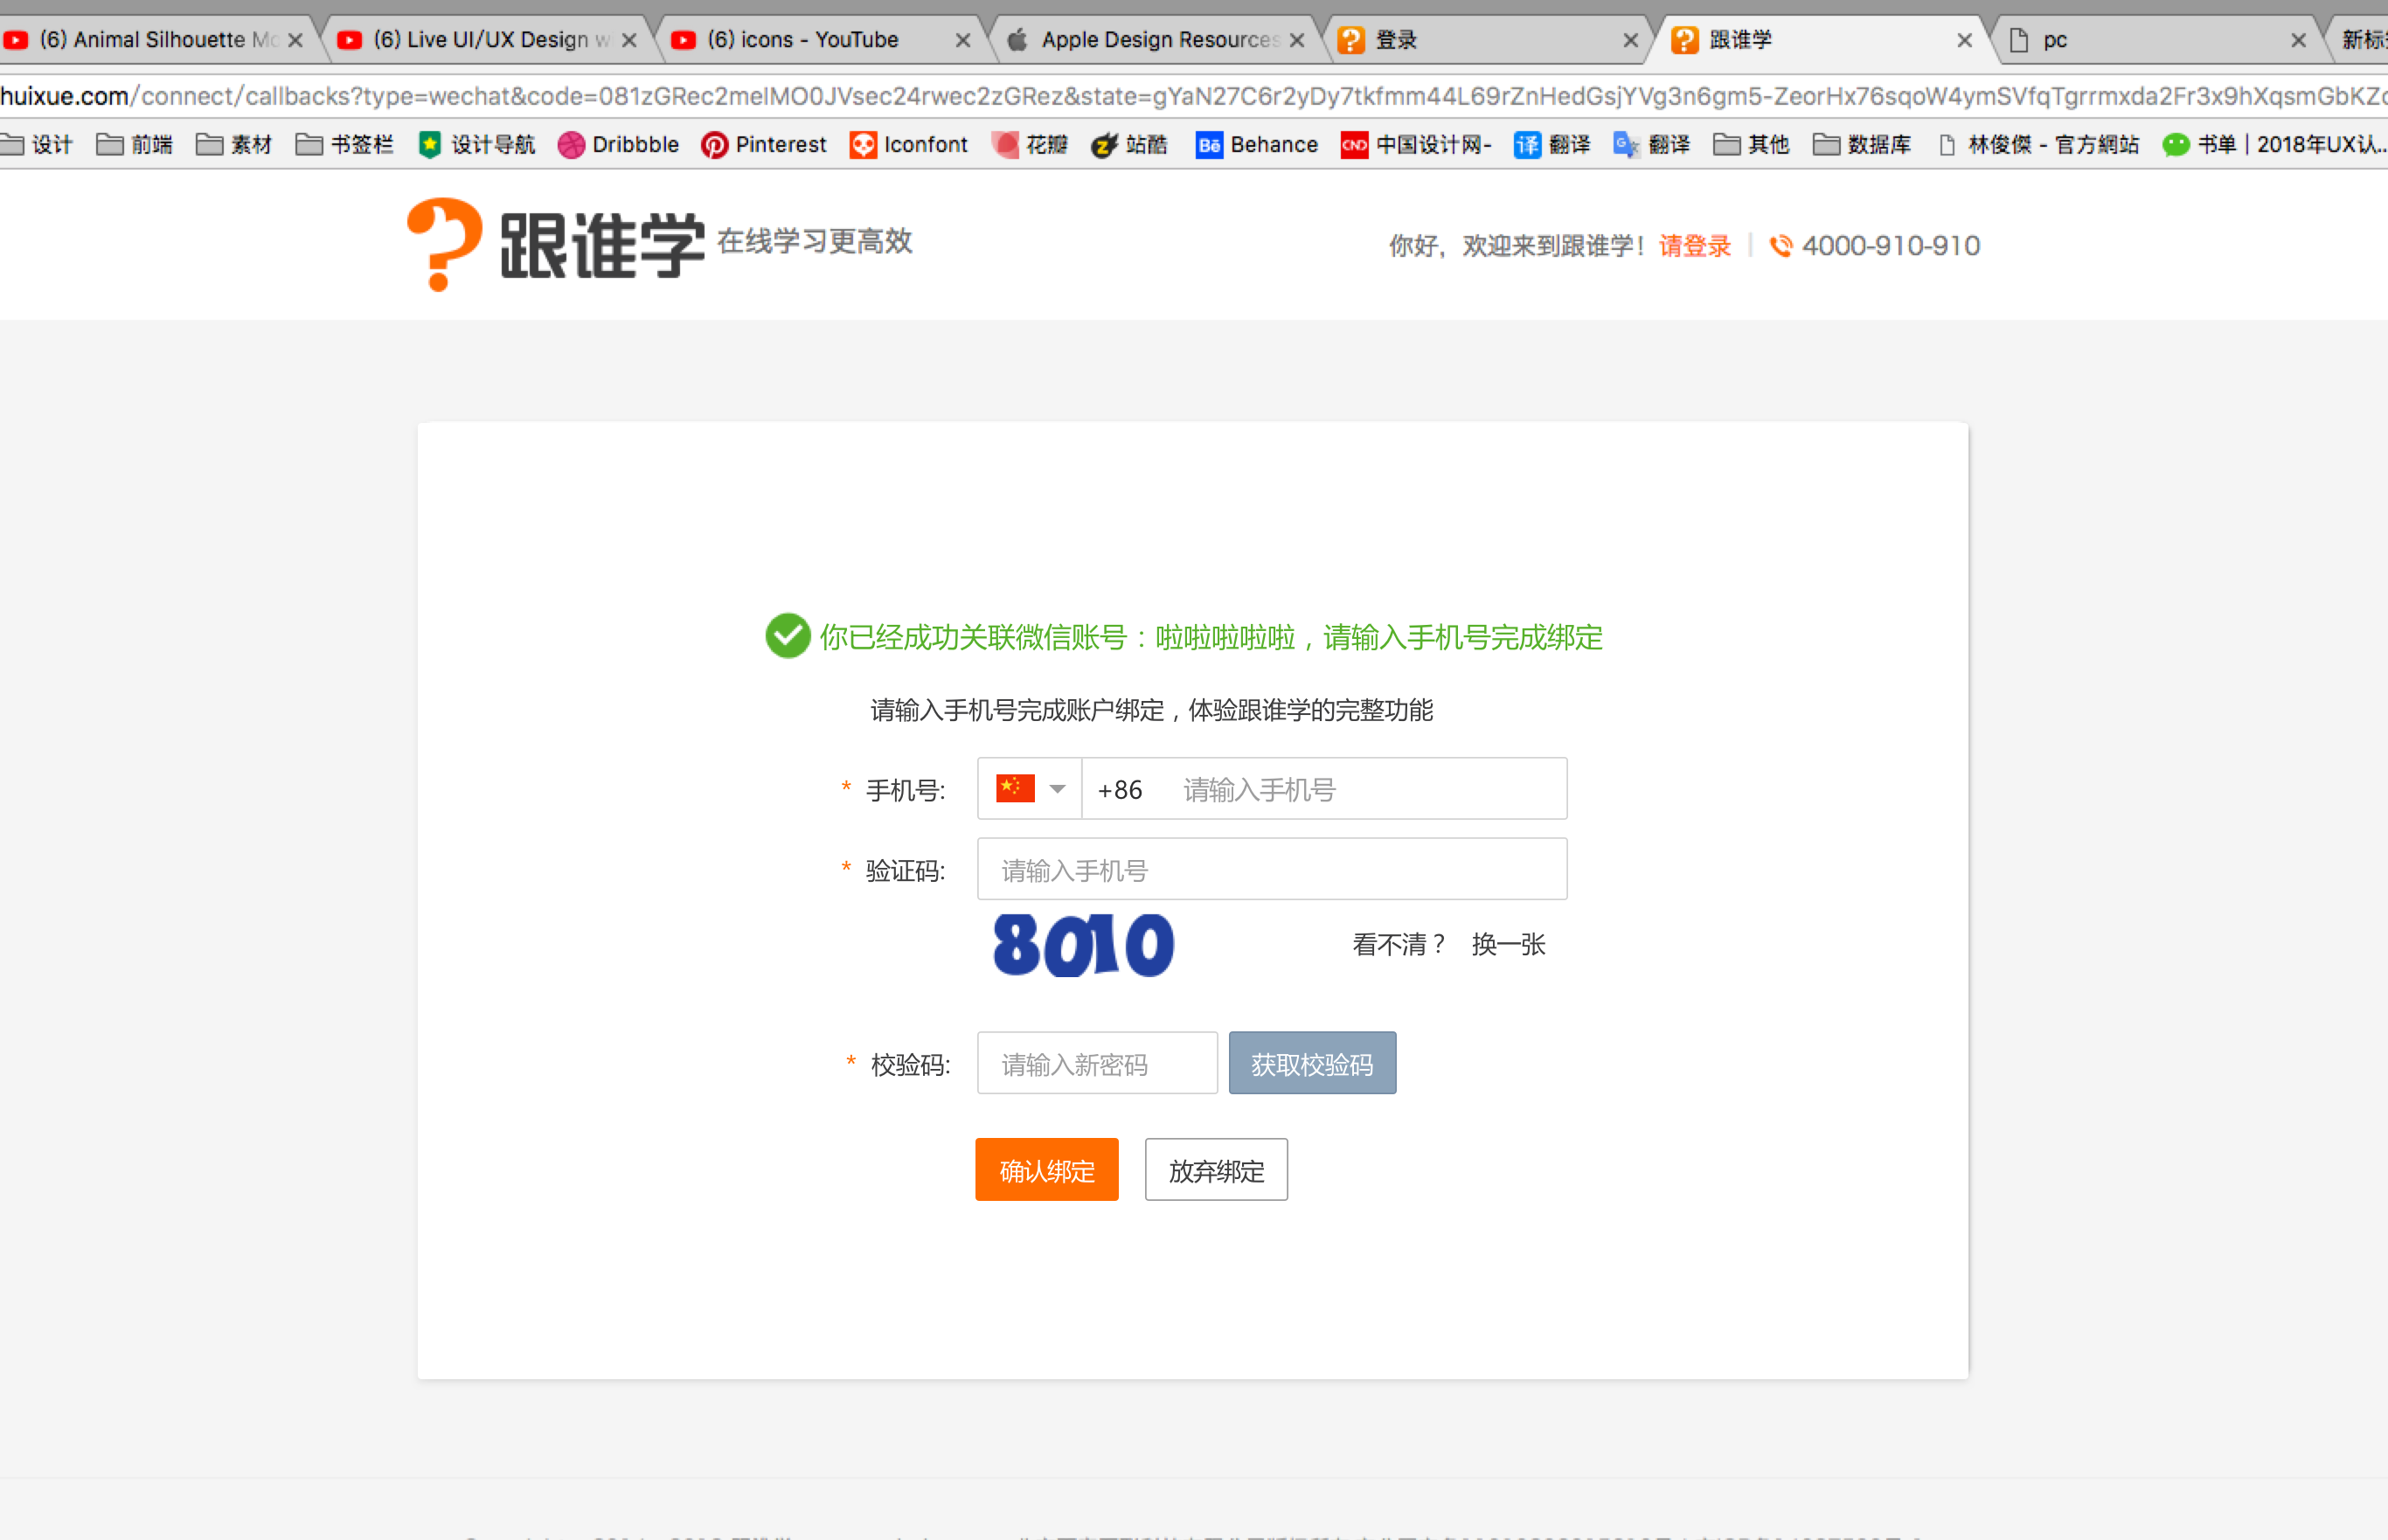 (6) Animal Silhouette Mo
(6) Live UI/UX Design w
(6) icons - YouTube
Apple Design Resources
登录
跟谁学
pc
新标
huixue.com/connect/callbacks?type=wechat&code=081zGRec2melMO0JVsec24rwec2zGRez&state=gYaN27C6r2yDy7tkfmm44L69rZnHedGsjYVg3n6gm5-ZeorHx76sqoW4ymSVfqTgrrmxda2Fr3x9hXqsmGbKZ
设计 前端 素材 书签栏 设计导航 Dribbble Pinterest Iconfont 花瓣 站酷 Behance 中国设计网- 翻译 翻译 其他 数据库 林俊傑 - 官方網站 书单 | 2018年UX认...
跟谁学 在线学习更高效
你好，欢迎来到跟谁学！请登录 | 4000-910-910
你已经成功关联微信账号：啦啦啦啦啦，请输入手机号完成绑定
请输入手机号完成账户绑定，体验跟谁学的完整功能
* 手机号: +86 请输入手机号
* 验证码: 请输入手机号
8010 看不清？ 换一张
* 校验码: 请输入新密码 获取校验码
确认绑定 放弃绑定